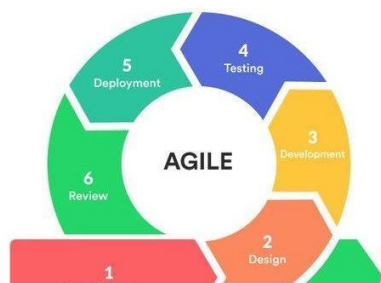 5
Deployment
4
Testing
3
Development
AGILE
6
Review
2
Design
1